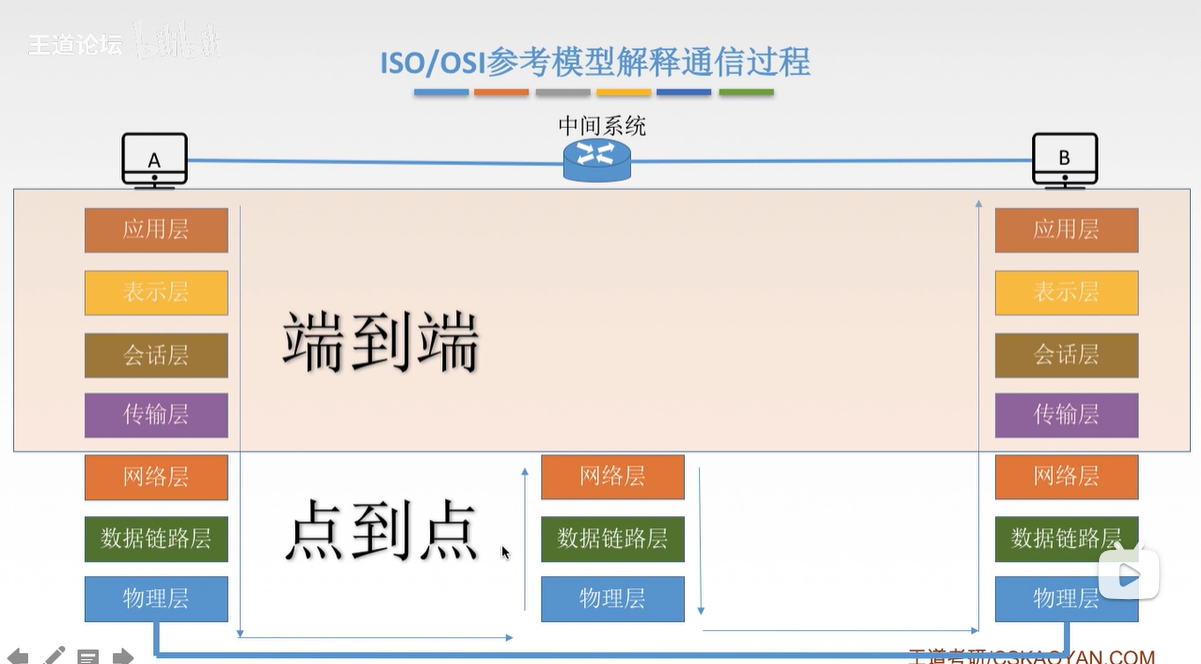 王道论坛
ISO/OSI参考模型解释通信过程
中间系统
A
B
应用层
应用层
表示层
表示层
端到端
会话层
会话层
传输层
传输层
网络层
网络层
网络层
点到点
数据链路层
数据链路层
数据链路层
物理层
物理层
物理层
王道考研/CSKAOYAN.COM